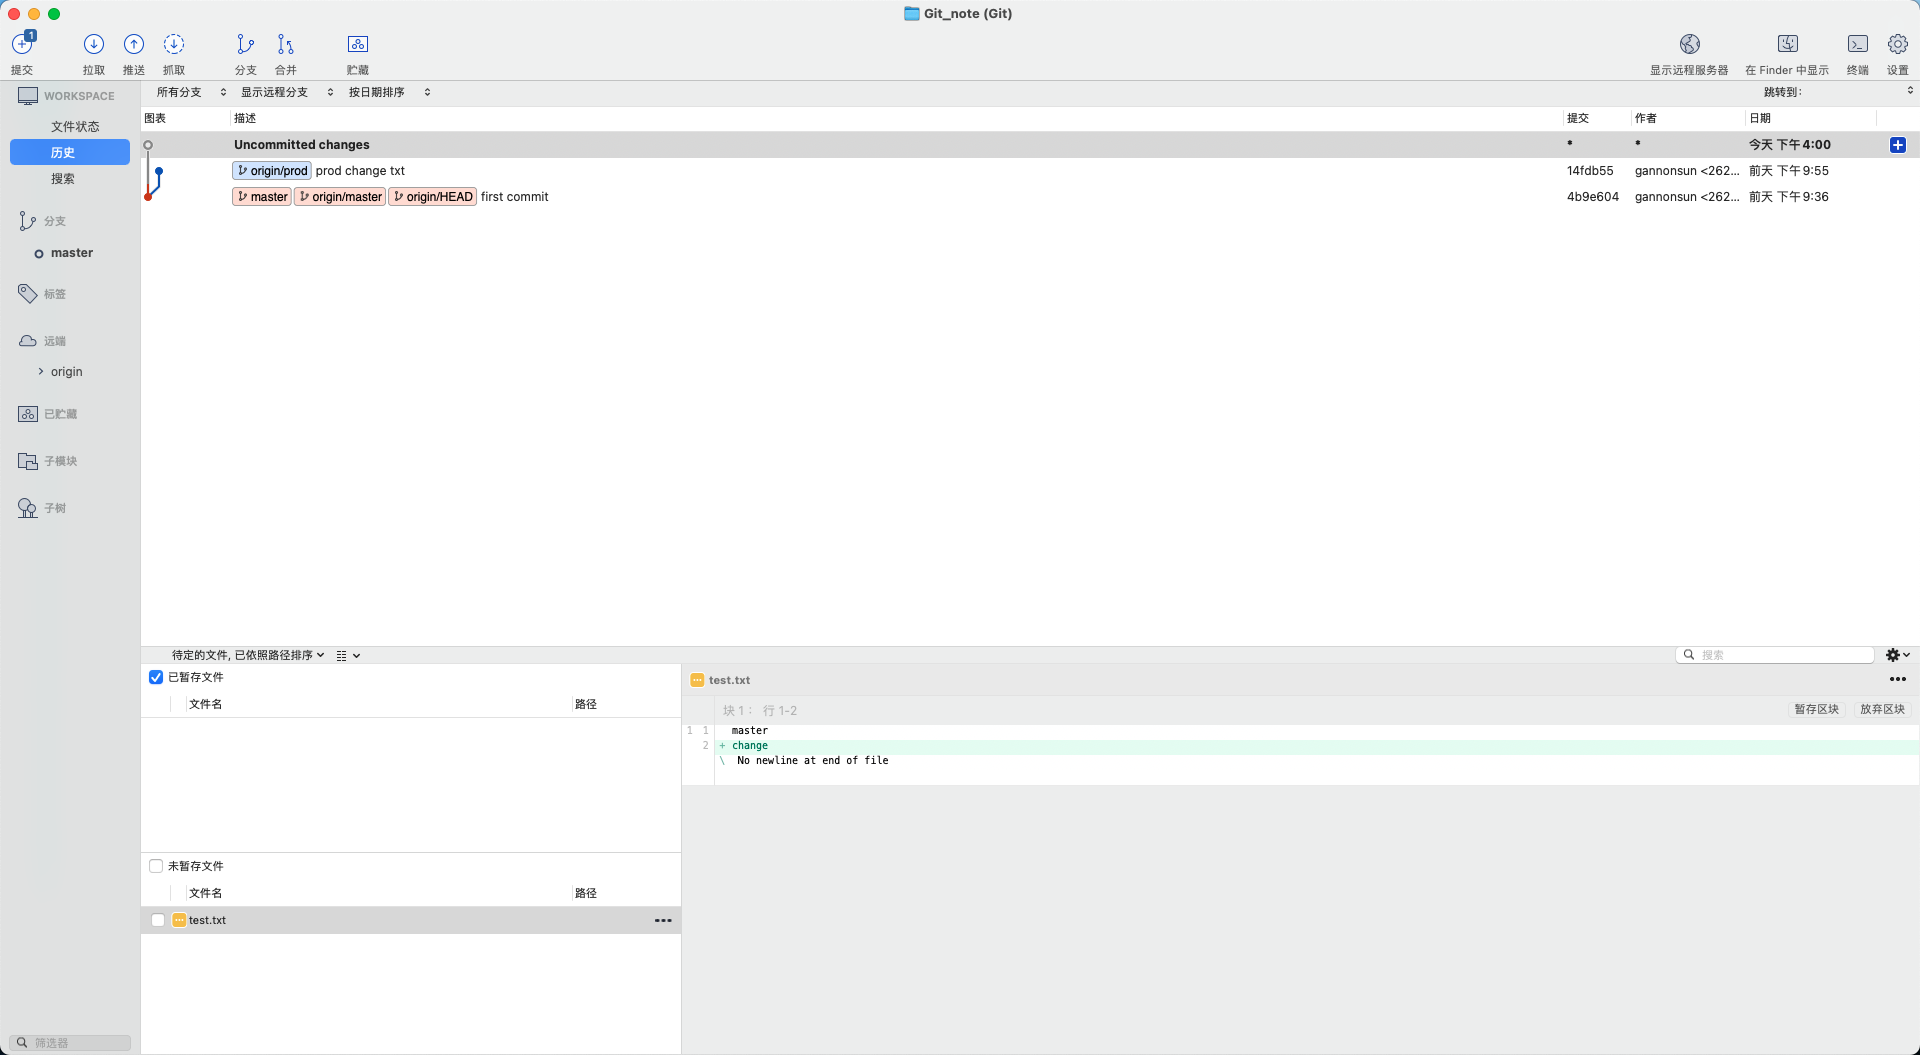 Git_note (Git)
1
提交
拉取
推送
抓取
分支
合并
贮藏
显示远程服务器
在 Finder 中显示
终端
设置
WORKSPACE
文件状态
历史
搜索
分支
master
标签
远端
origin
已贮藏
子模块
子树
筛选器
所有分支
显示远程分支
按日期排序
跳转到:
图表 描述 提交 作者 日期
Uncommitted changes * * 今天 下午4:00
origin/prod prod change txt 14fdb55 gannonsun <262... 前天 下午9:55
master origin/master origin/HEAD first commit 4b9e604 gannonsun <262... 前天 下午9:36
待定的文件, 已依照路径排序
搜索
已暂存文件
文件名 路径
未暂存文件
文件名 路径
test.txt
test.txt
块 1： 行 1-2
暂存区块
放弃区块
1 1 master
2 + change
\ No newline at end of file